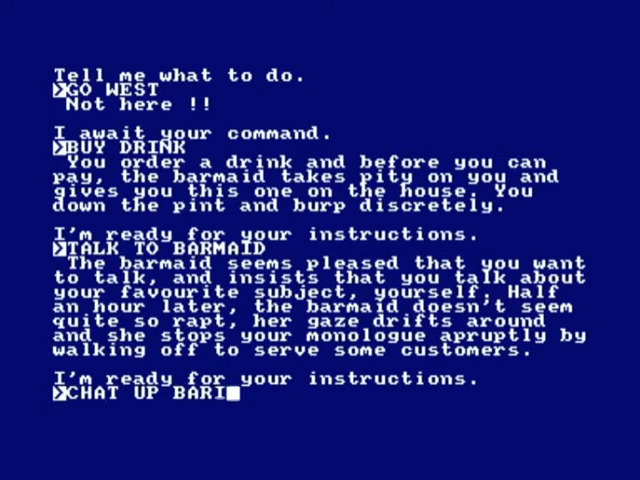 Tell me what to do.
>GO WEST
Not here !!
I await your command.
>BUY DRINK
You order a drink and before you can
pay, the barmaid takes pity on you and
gives you this one on the house. You
down the pint and burp discretely.
I'm ready for your instructions.
>TALK TO BARMAID
The barmaid seems pleased that you want
to talk, and insists that you talk about
your favourite subject, yourself; Half
an hour later, the barmaid doesn't seem
quite so rapt, her gaze drifts around
and she stops your monologue apruptly by
walking off to serve some customers.
I'm ready for your instructions.
>CHAT UP BARI